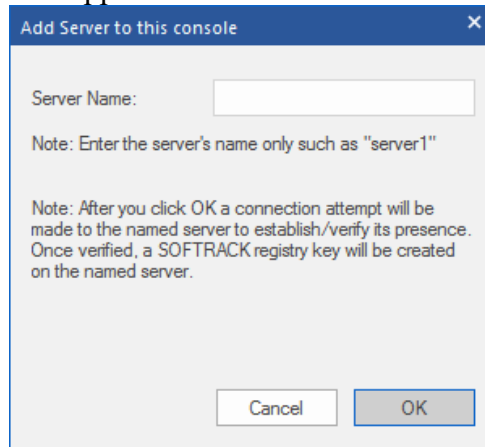 Add Server to this console
Server Name:
Note: Enter the server's name only such as "server1"
Note: After you click OK a connection attempt will be
made to the named server to establish/verify its presence.
Once verified, a SOFTRACK registry key will be created
on the named server.
Cancel OK